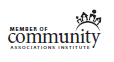 MEMBER OF
community
ASSOCIATIONS INSTITUTE